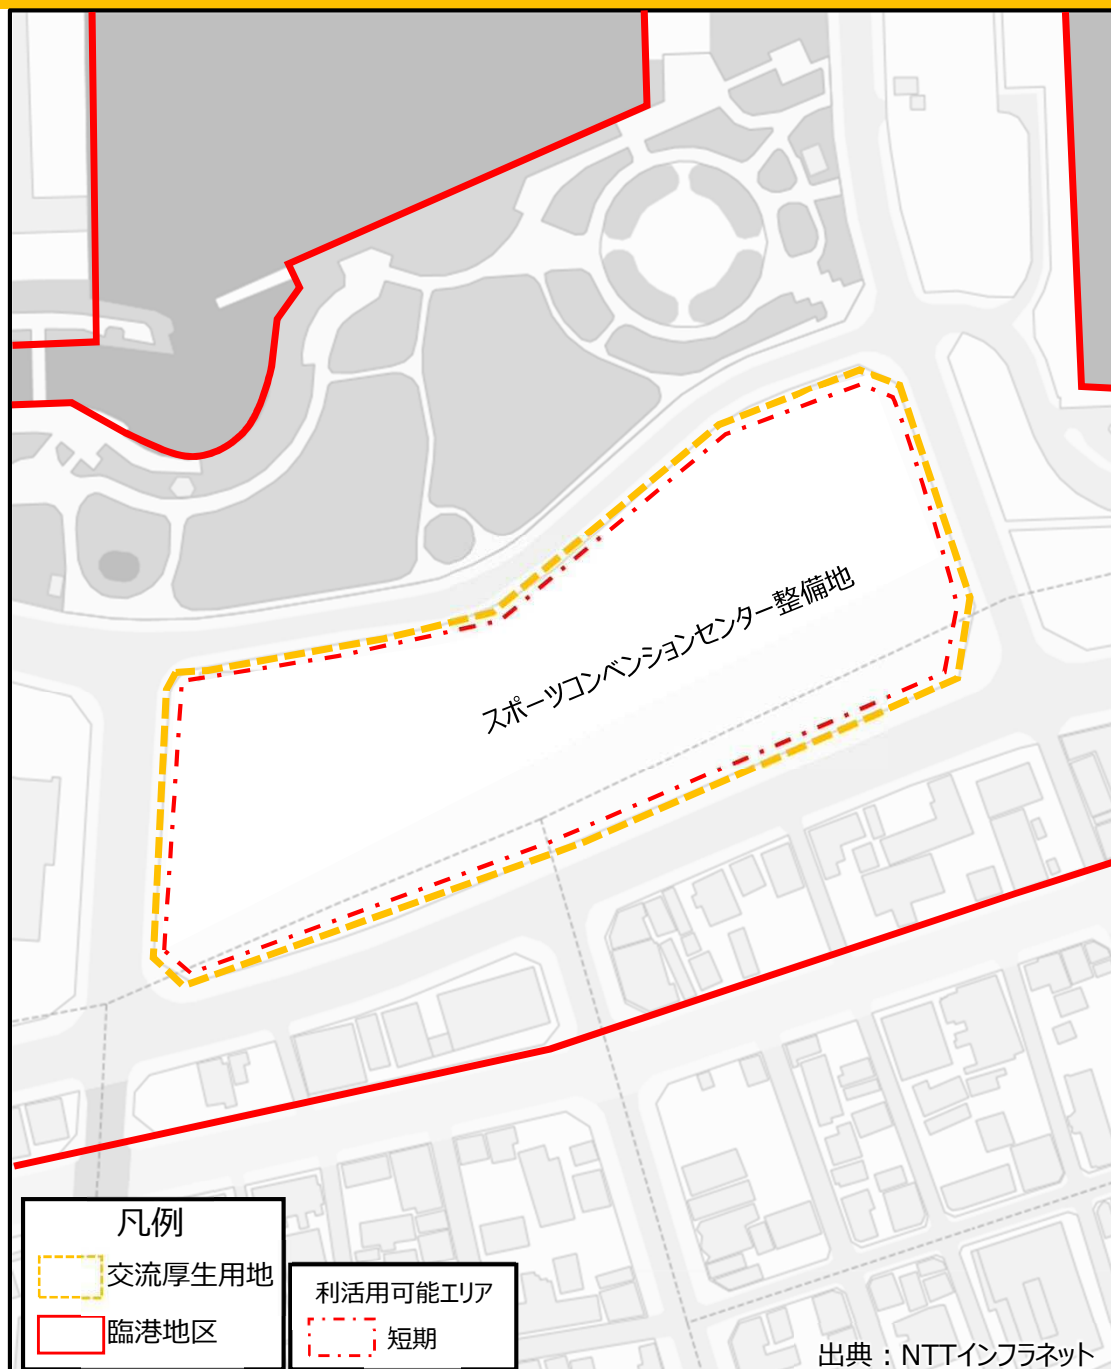 スポーツコンベンションセンター整備地
凡例
交流厚生用地
臨港地区
利活用可能エリア
短期
出典：NTTインフラネット